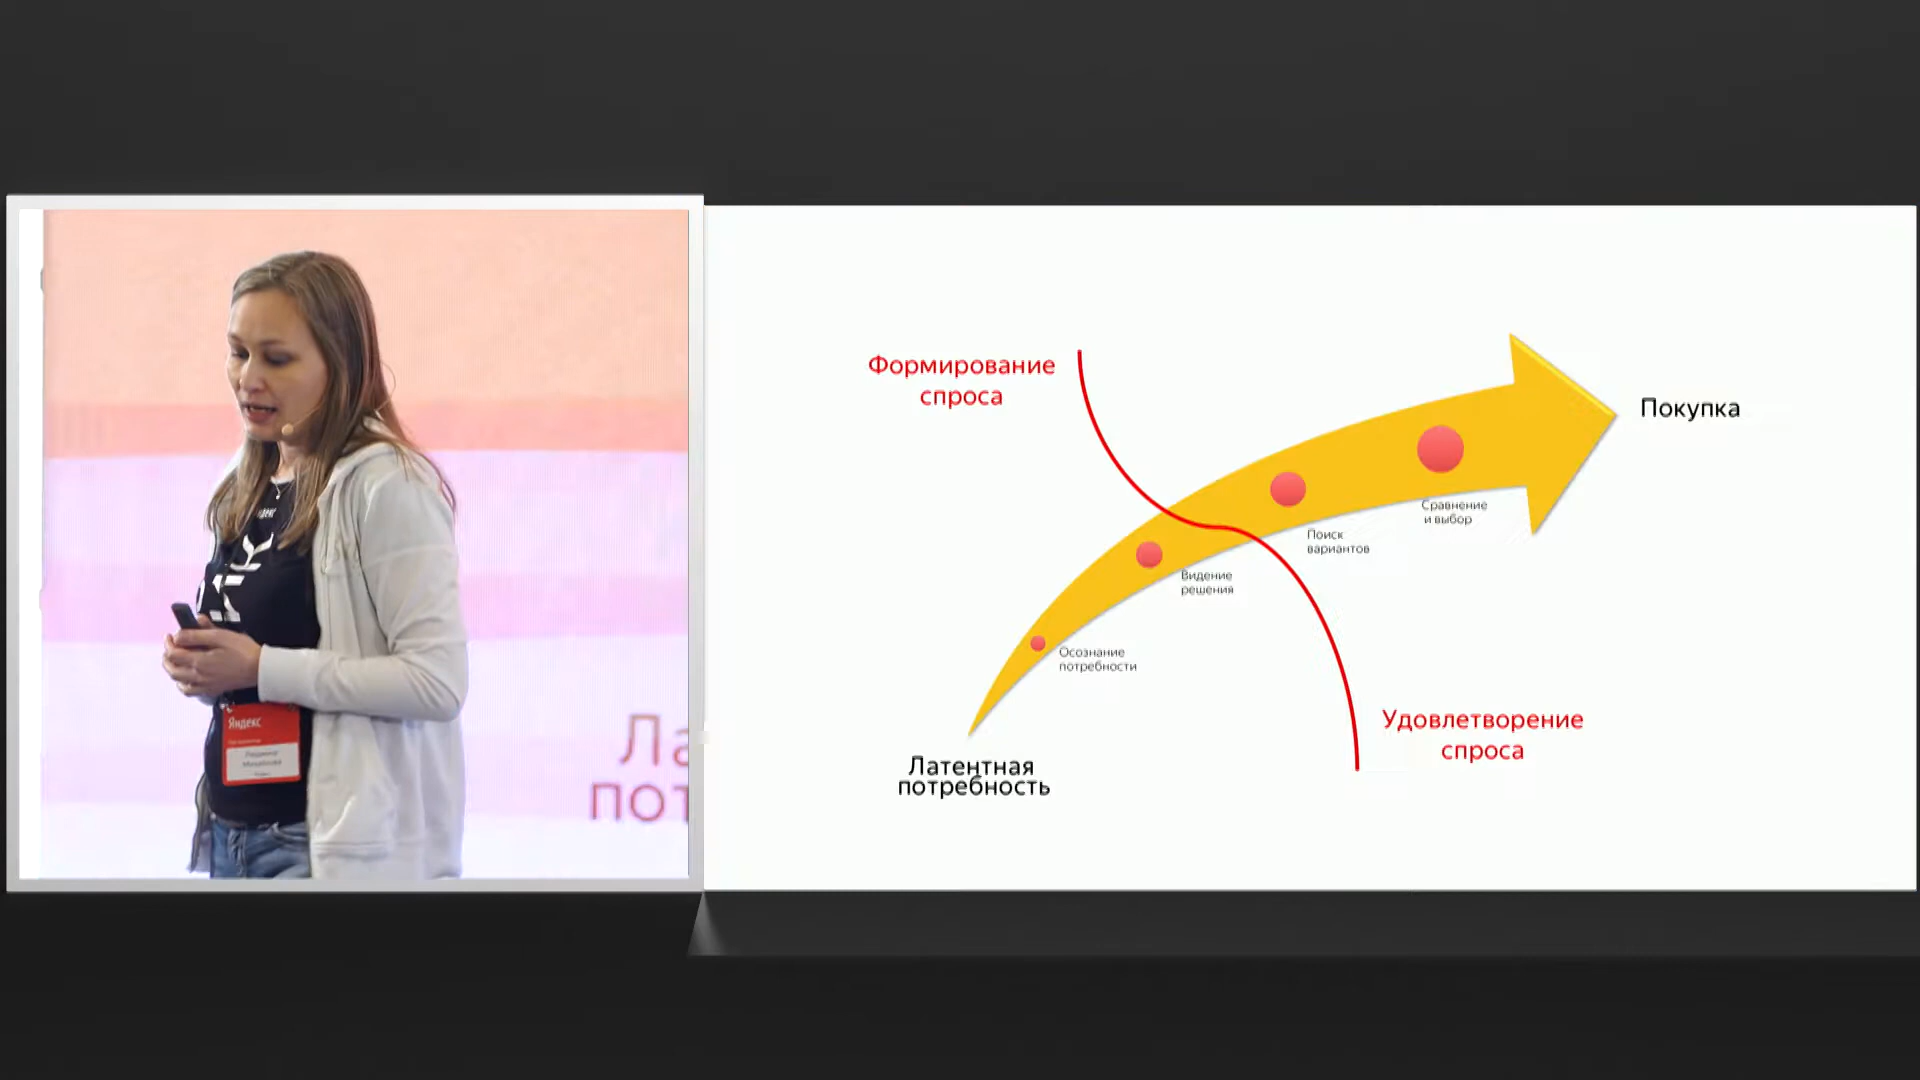 Яндекс
Ла
пот
Формирование
спроса
Покупка
Сравнение
и выбор
Поиск
вариантов
Видение
решения
Осознание
потребности
Удовлетворение
спроса
Латентная
потребность